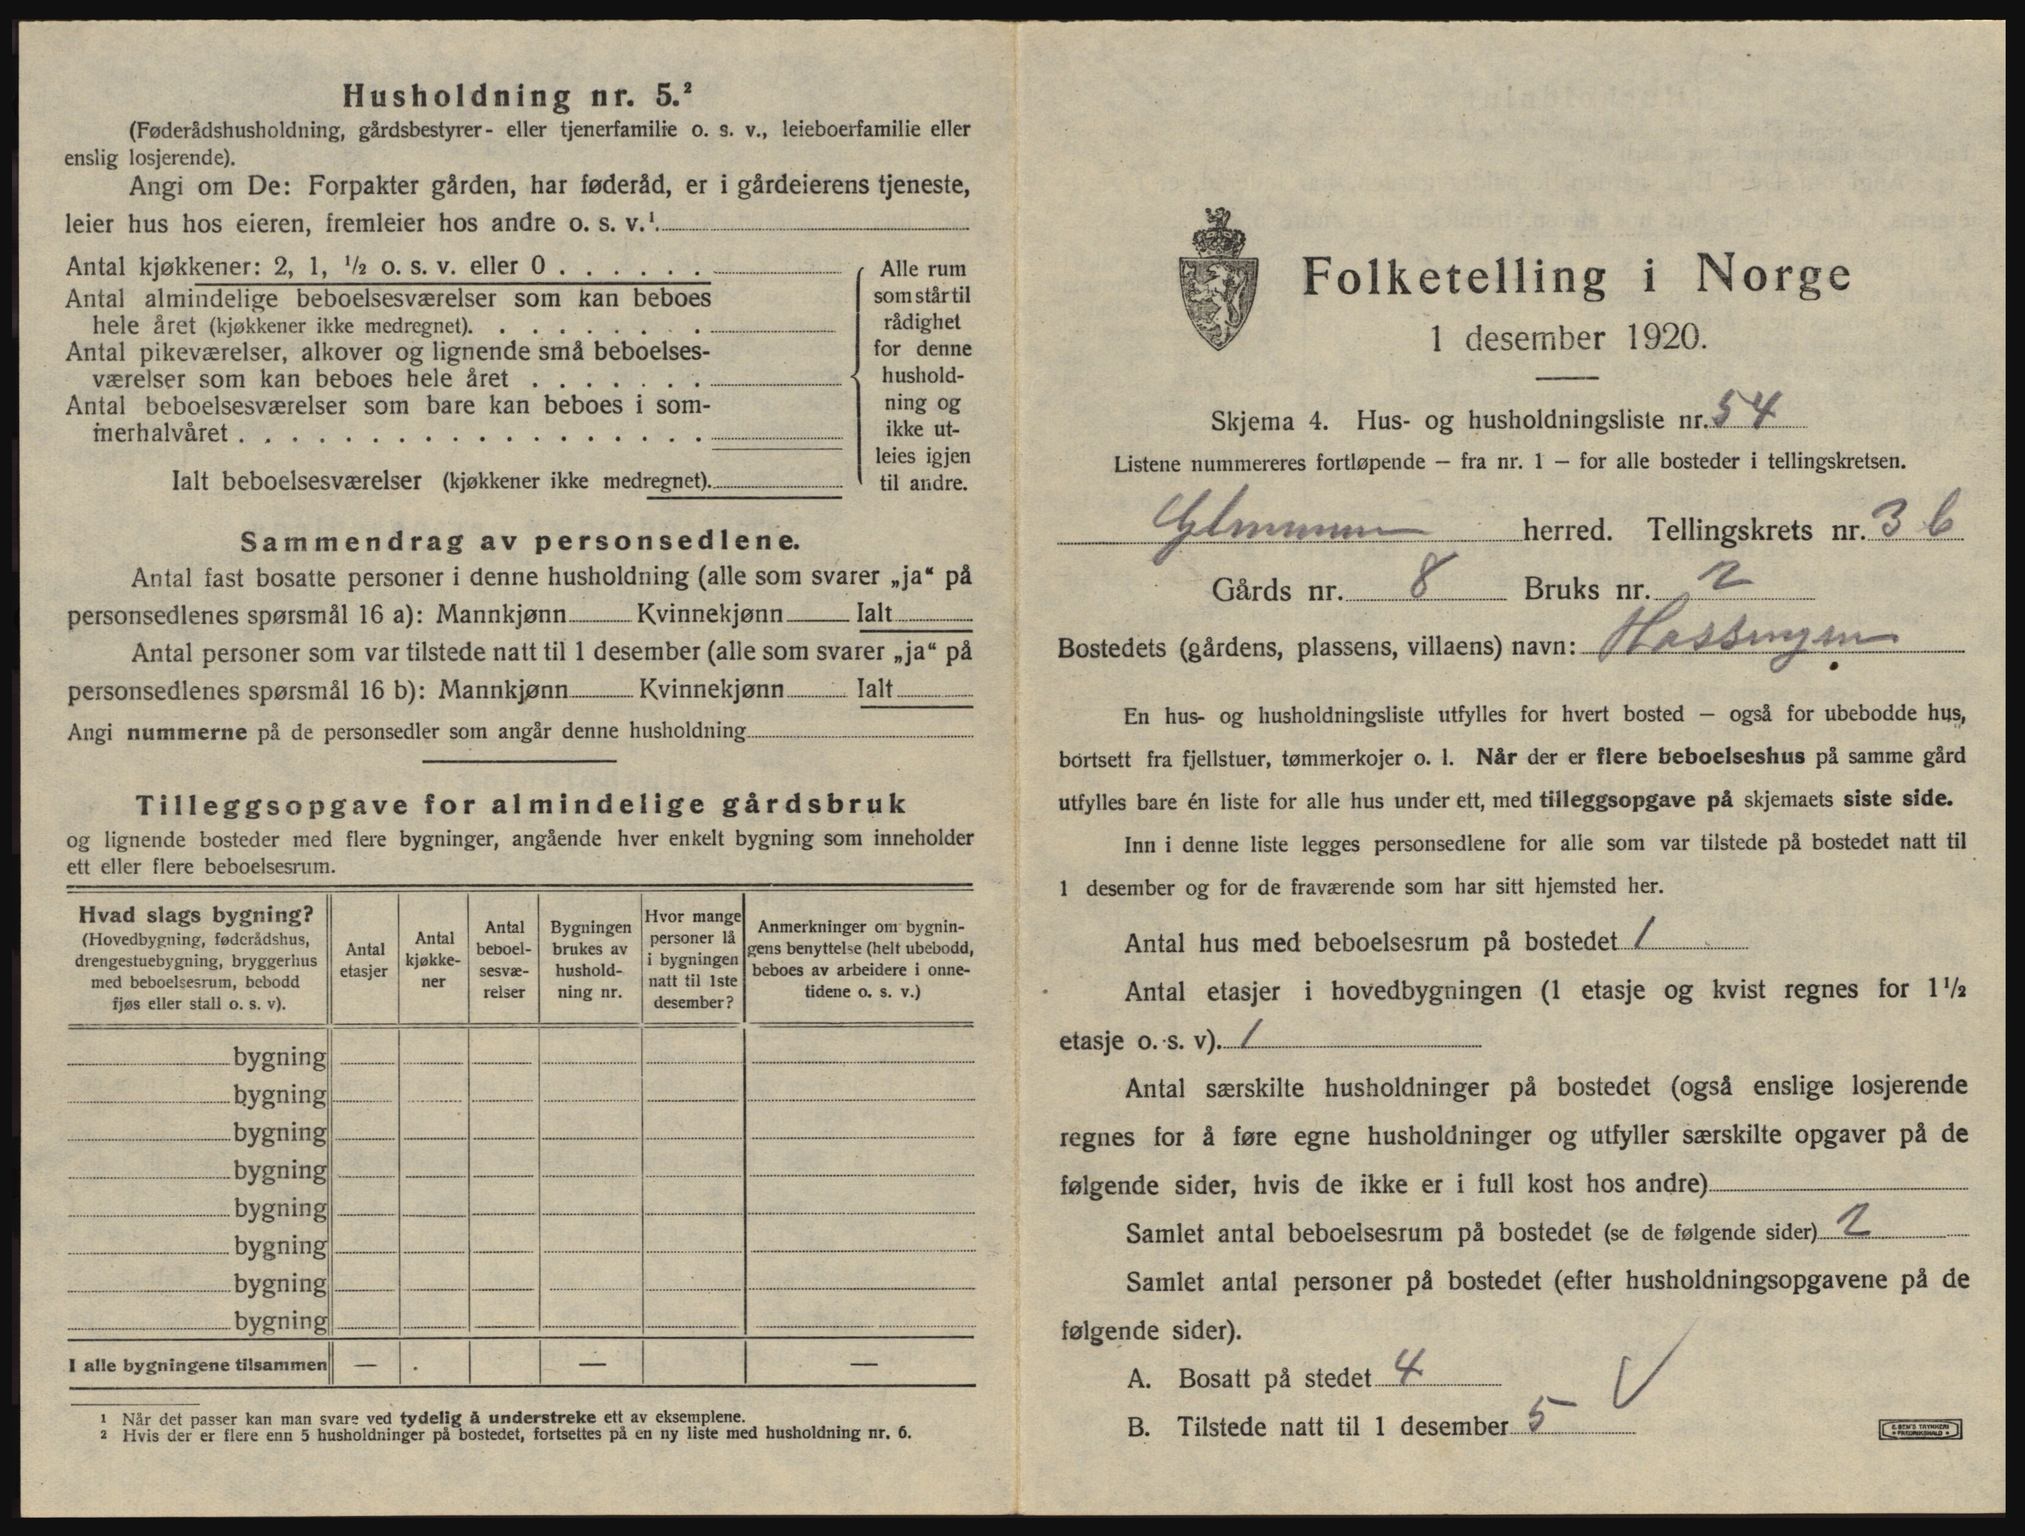 Husholdning nr. 5.²
(Føderådshusholdning, gårdsbestyrer- eller tjenerfamilie o. s. v., leieboerfamilie eller
enslig losjerende).
Angi om De: Forpakter gården, har føderåd, er i gårdeierens tjeneste,
leier hus hos eieren, fremleier hos andre o. s. v.¹.
Antal kjøkkener: 2, 1, ½ o. s. v. eller 0 . . . . . .
Antal almindelige beboelsesværelser som kan beboes
hele året (kjøkkener ikke medregnet). . . . . . . . .
Antal pikeværelser, alkover og lignende små beboelses-
værelser som kan beboes hele året . . . . . . .
Antal beboelsesværelser som bare kan beboes i som-
merhalvåret . . . . . . . . . . . . . . . . . .
Ialt beboelsesværelser (kjøkkener ikke medregnet).
Alle rum
som står til
rådighet
for denne
hushold-
ning og
ikke ut-
leies igjen
til andre.
Sammendrag av personsedlene.
Antal fast bosatte personer i denne husholdning (alle som svarer „ja“ på
personsedlenes spørsmål 16 a): Mannkjønn Kvinnekjønn Ialt
Antal personer som var tilstede natt til 1 desember (alle som svarer „ja“ på
personsedlenes spørsmål 16 b): Mannkjønn Kvinnekjønn Ialt
Angi nummerne på de personsedler som angår denne husholdning
Tilleggsopgave for almindelige gårdsbruk
og lignende bosteder med flere bygninger, angående hver enkelt bygning som inneholder
ett eller flere beboelsesrum.
Hvad slags bygning?
(Hovedbygning, føderådshus,
drengestuebygning, bryggerhus
med beboelsesrum, bebodd
fjøs eller stall o. s. v).
Antal
etasjer
Antal
kjøkke-
ner
Antal
beboel-
sesvæ-
relser
Bygningen
brukes av
hushold-
ning nr.
Hvor mange
personer lå
i bygningen
natt til 1ste
desember?
Anmerkninger om bygnin-
gens benyttelse (helt ubebodd,
beboes av arbeidere i onne-
tidene o. s. v.)
bygning
bygning
bygning
bygning
bygning
bygning
bygning
bygning
I alle bygningene tilsammen — — —
¹ Når det passer kan man svare ved tydelig å understreke ett av eksemplene.
² Hvis der er flere enn 5 husholdninger på bostedet, fortsettes på en ny liste med husholdning nr. 6.
Folketelling i Norge
1 desember 1920.
Skjema 4. Hus- og husholdningsliste nr. 54
Listene nummereres fortløpende – fra nr. 1 – for alle bosteder i tellingskretsen.
herred. Tellingskrets nr. 3 b
Gårds nr. 8 Bruks nr. 2
Bostedets (gårdens, plassens, villaens) navn: Hassingen
En hus- og husholdningsliste utfylles for hvert bosted – også for ubebodde hus,
bortsett fra fjellstuer, tømmerkojer o. l. Når der er flere beboelseshus på samme gård
utfylles bare én liste for alle hus under ett, med tilleggsopgave på skjemaets siste side.
Inn i denne liste legges personsedlene for alle som var tilstede på bostedet natt til
1 desember og for de fraværende som har sitt hjemsted her.
Antal hus med beboelsesrum på bostedet 1
Antal etasjer i hovedbygningen (1 etasje og kvist regnes for 1½
etasje o. s. v). 1
Antal særskilte husholdninger på bostedet (også enslige losjerende
regnes for å føre egne husholdninger og utfyller særskilte opgaver på de
følgende sider, hvis de ikke er i full kost hos andre)
Samlet antal beboelsesrum på bostedet (se de følgende sider) 2
Samlet antal personer på bostedet (efter husholdningsopgavene på de
følgende sider).
A. Bosatt på stedet 4
B. Tilstede natt til 1 desember 5